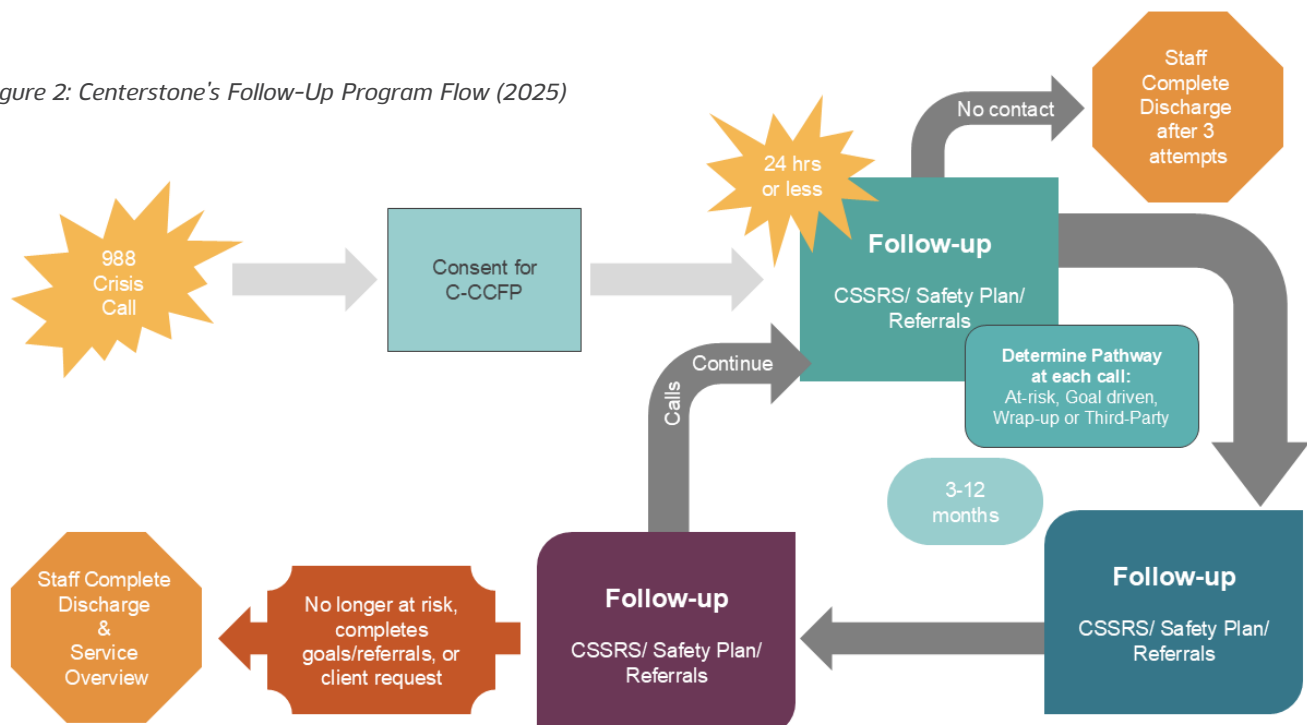 gure 2: Centerstone's Follow-Up Program Flow (2025)
988
Crisis
Call
Consent for
C-CCFP
24 hrs
or less
Follow-up
CSSRS/ Safety Plan/
Referrals
No contact
Staff
Complete
Discharge
after 3
attempts
Determine Pathway
at each call:
At-risk, Goal driven,
Wrap-up or Third-Party
Calls
Continue
3-12
months
Follow-up
CSSRS/ Safety Plan/
Referrals
Follow-up
CSSRS/ Safety Plan/
Referrals
No longer at risk,
completes
goals/referrals, or
client request
Staff Complete
Discharge
&
Service
Overview